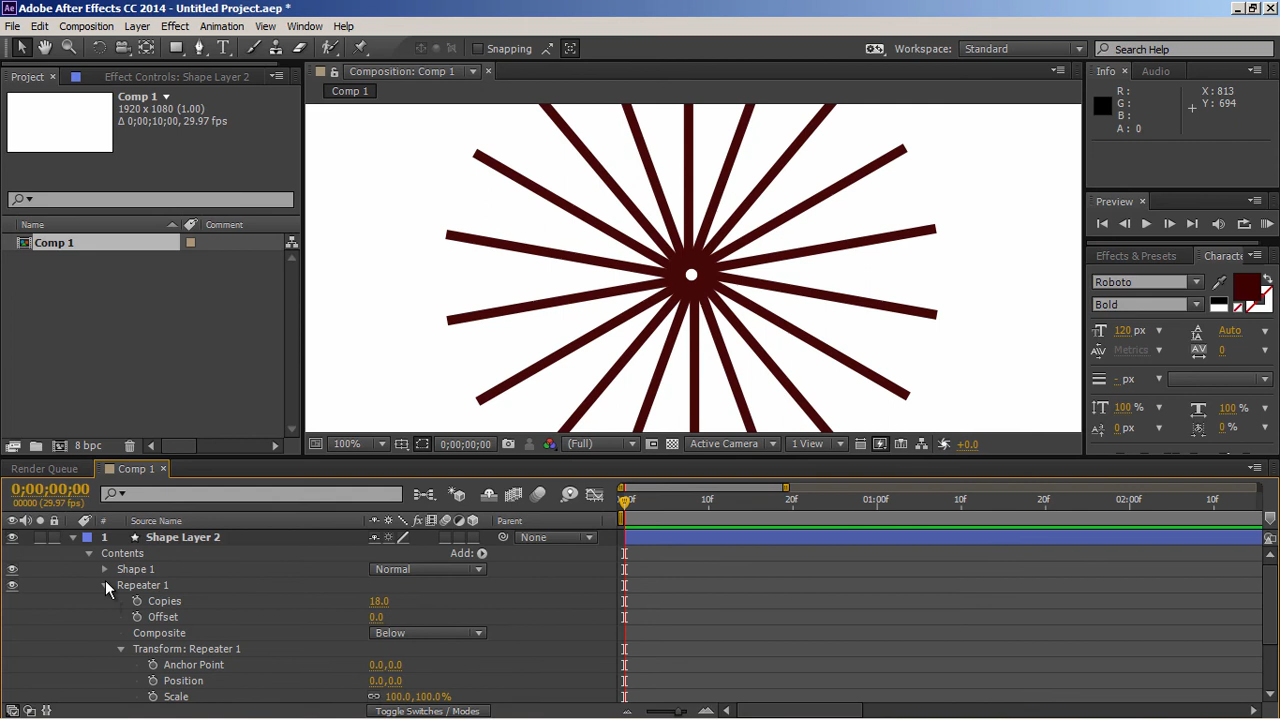 Adobe After Effects CC 2014 - Untitled Project.aep *
File Edit Composition Layer Effect Animation View Window Help
Snapping Workspace: Standard Search Help
Project Effect Controls: Shape Layer 2 Composition: Comp 1 Info Audio
Comp 1 Comp 1 R: X: 813
1920 x 1080 (1.00) G: Y: 694
Δ 0;00;10;00, 29.97 fps B:
A: 0
Preview
Name Comment
Comp 1
Effects & Presets Characte
Roboto
Bold
120 px Auto
Metrics 0
- px
100 % 100 %
0 px 0 %
8 bpc 100% 0;00;00;00 (Full) Active Camera 1 View +0.0
Render Queue Comp 1
0;00;00;00
00000 (29.97 fps)
10f 20f 01:00f 10f 20f 02:00f 10f
# Source Name Parent
1 Shape Layer 2 None
Contents Add:
Shape 1 Normal
Repeater 1
Copies 18.0
Offset 0.0
Composite Below
Transform: Repeater 1
Anchor Point 0.0,0.0
Position 0.0,0.0
Scale 100.0,100.0%
Toggle Switches / Modes